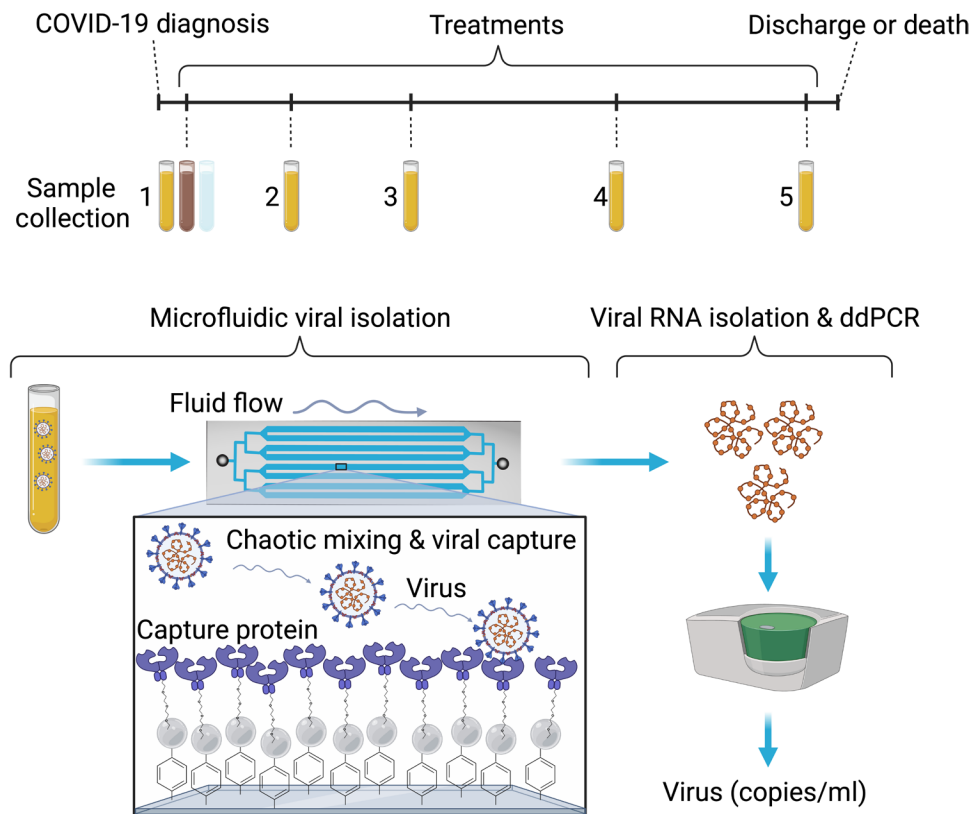 COVID-19 diagnosis
Treatments
Discharge or death
Sample
collection
1
2
3
4
5
Microfluidic viral isolation
Viral RNA isolation & ddPCR
Fluid flow
Chaotic mixing & viral capture
Virus
Capture protein
Virus (copies/ml)